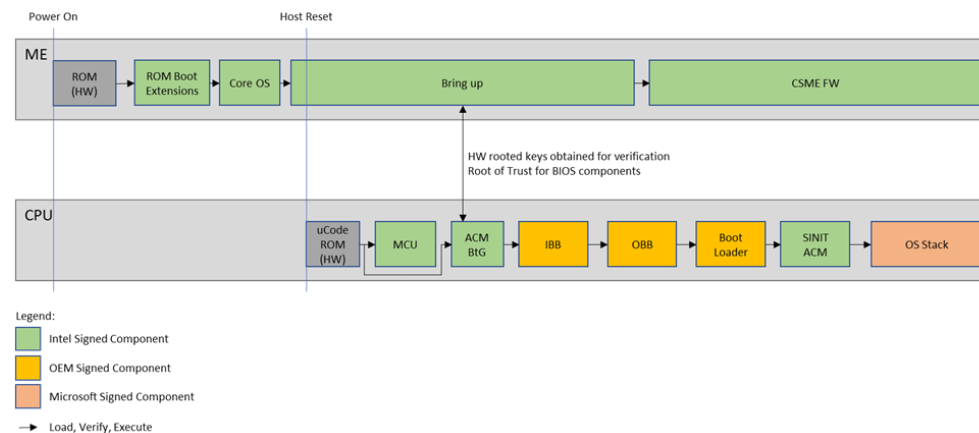 Power On
Host Reset
ME
ROM
(HW)
ROM Boot
Extensions
Core OS
Bring up
CSME FW
HW rooted keys obtained for verification
Root of Trust for BIOS components
CPU
uCode
ROM
(HW)
MCU
ACM
BtG
IBB
OBB
Boot
Loader
SINIT
ACM
OS Stack
Legend:
Intel Signed Component
OEM Signed Component
Microsoft Signed Component
Load, Verify, Execute